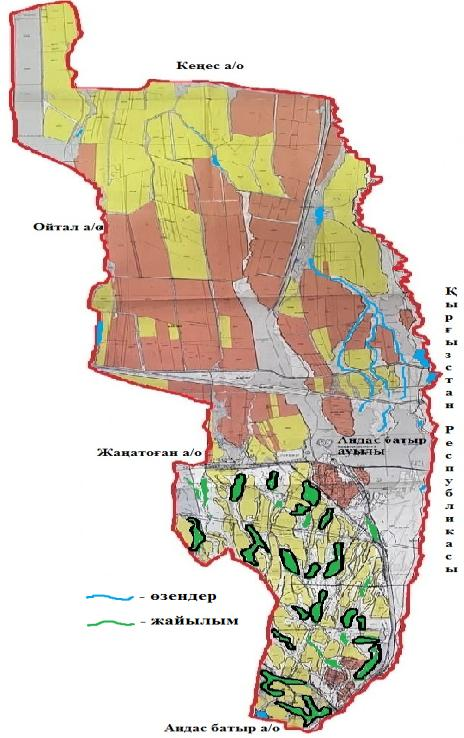 Кеңес а/о
Ойтал а/о
Қырғызстан Республикасы
Андас батыр
ауылы
Жаңатоған а/о
- өзендер
- жайылым
Андас батыр а/о